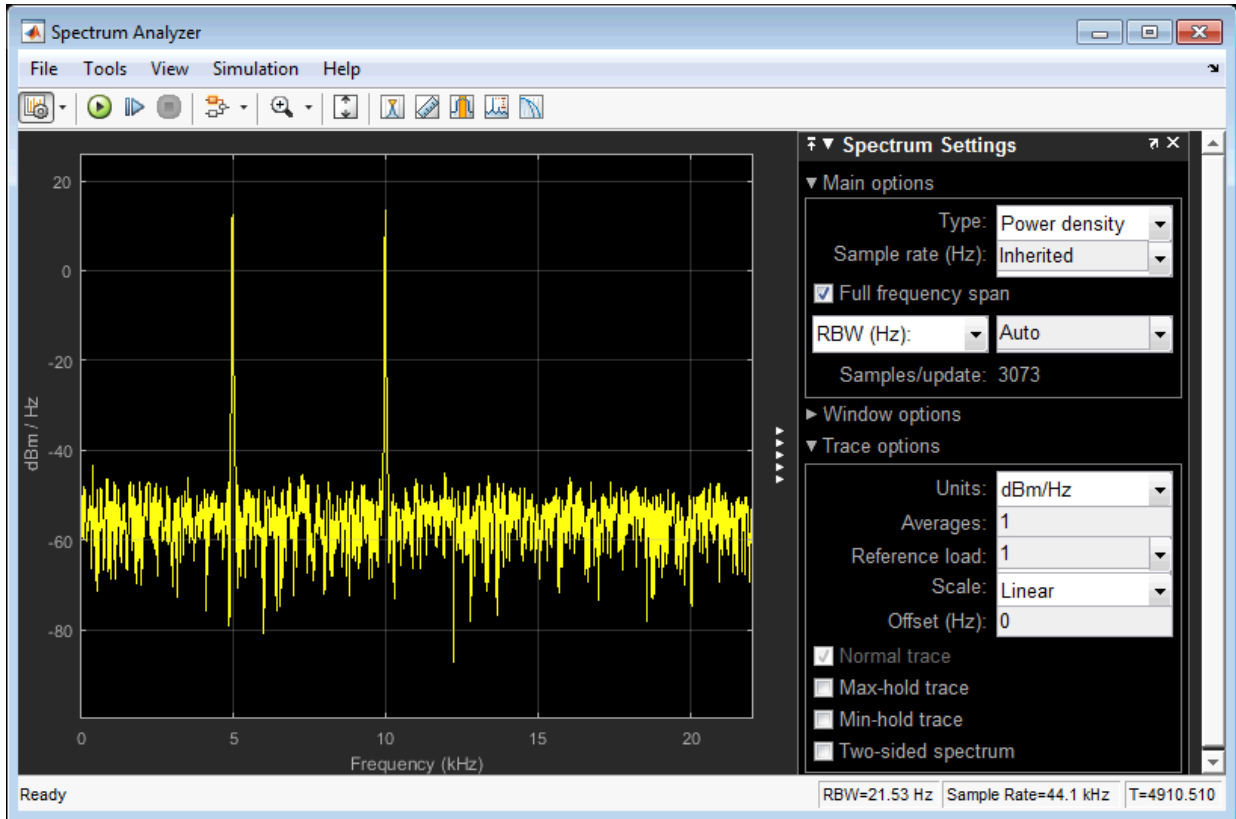 Spectrum Analyzer
File Tools View Simulation Help
20
0
-20
-40
-60
-80
dBm / Hz
0 5 10 15 20
Frequency (kHz)
Spectrum Settings
Main options
Type: Power density
Sample rate (Hz): Inherited
Full frequency span
RBW (Hz): Auto
Samples/update: 3073
Window options
Trace options
Units: dBm/Hz
Averages: 1
Reference load: 1
Scale: Linear
Offset (Hz): 0
Normal trace
Max-hold trace
Min-hold trace
Two-sided spectrum
Ready RBW=21.53 Hz Sample Rate=44.1 kHz T=4910.510